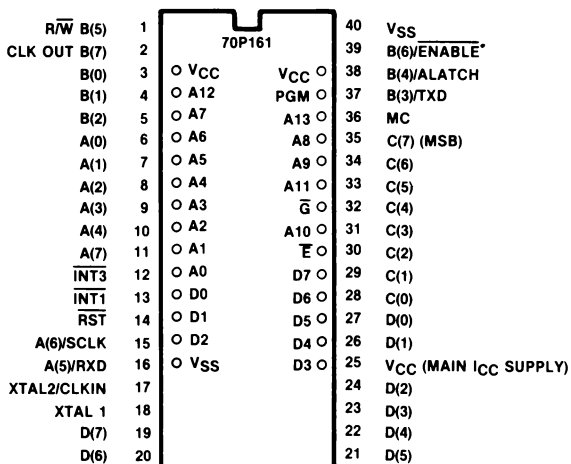 70P161
R/W̅ B(5) 1 40 VSS
CLK OUT B(7) 2 39 B(6)/E̅N̅A̅B̅L̅E̅*
B(0) 3 VCC VCC 38 B(4)/ALATCH
B(1) 4 A12 PGM 37 B(3)/TXD
B(2) 5 A7 A13 36 MC
A(0) 6 A6 A8 35 C(7) (MSB)
A(1) 7 A5 A9 34 C(6)
A(2) 8 A4 A11 33 C(5)
A(3) 9 A3 G̅ 32 C(4)
A(4) 10 A2 A10 31 C(3)
A(7) 11 A1 E̅ 30 C(2)
I̅N̅T̅3̅ 12 A0 D7 29 C(1)
I̅N̅T̅1̅ 13 D0 D6 28 C(0)
R̅S̅T̅ 14 D1 D5 27 D(0)
A(6)/SCLK 15 D2 D4 26 D(1)
A(5)/RXD 16 VSS D3 25 VCC (MAIN ICC SUPPLY)
XTAL2/CLKIN 17 24 D(2)
XTAL 1 18 23 D(3)
D(7) 19 22 D(4)
D(6) 20 21 D(5)